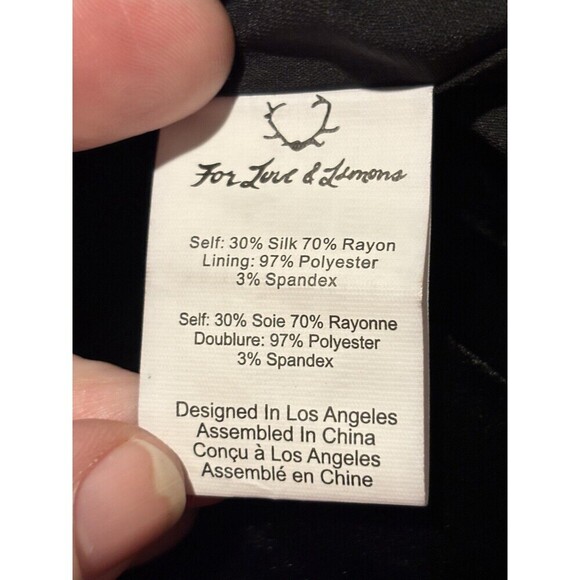 For Love & Lemons
Self: 30% Silk 70% Rayon
Lining: 97% Polyester
3% Spandex
Self: 30% Soie 70% Rayonne
Doublure: 97% Polyester
3% Spandex
Designed In Los Angeles
Assembled In China
Conçu à Los Angeles
Assemblé en Chine